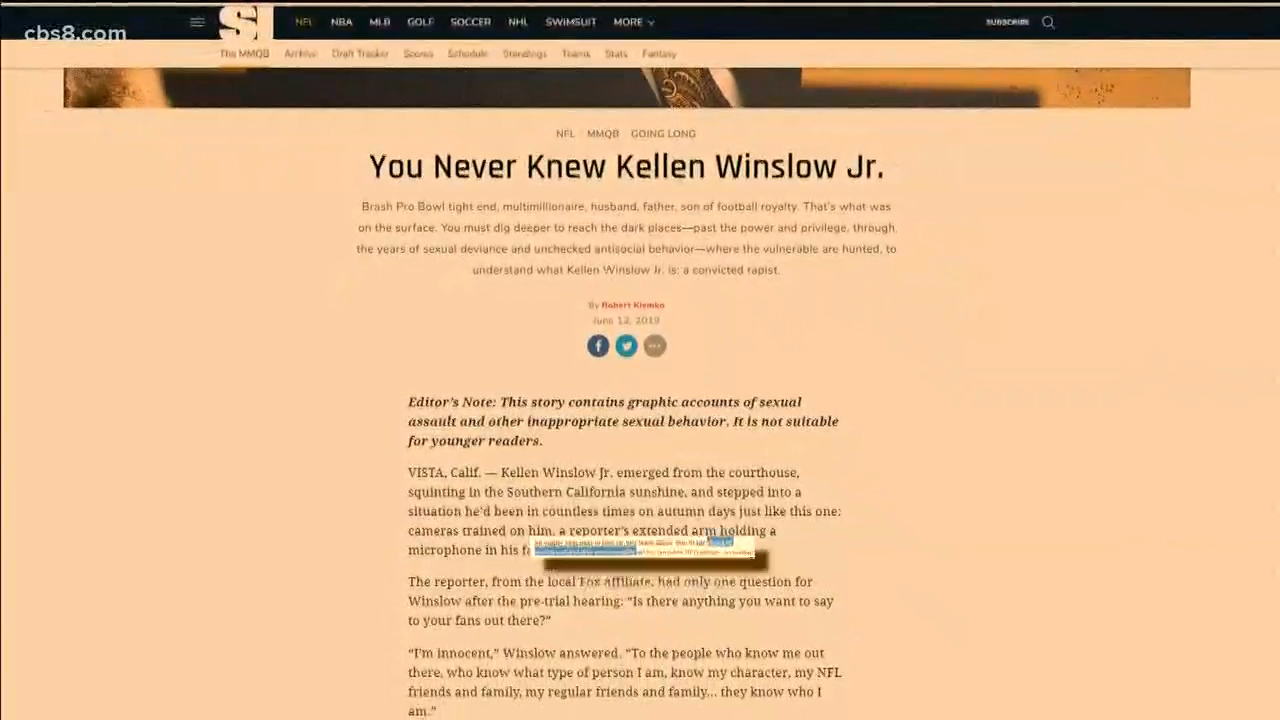 cbs8.com
SI
NFL NBA MLB GOLF SOCCER NHL SWIMSUIT MORE SUBSCRIBE
The MMQB Archive Draft Tracker Scores Schedule Standings Teams Stats Fantasy
NFL MMQB GOING LONG
You Never Knew Kellen Winslow Jr.
Brash Pro Bowl tight end, multimillionaire, husband, father, son of football royalty. That's what was
on the surface. You must dig deeper to reach the dark places—past the power and privilege, through
the years of sexual deviance and unchecked antisocial behavior—where the vulnerable are hunted, to
understand what Kellen Winslow Jr. is: a convicted rapist.
By Robert Klemko
June 12, 2019
Editor's Note: This story contains graphic accounts of sexual
assault and other inappropriate sexual behavior. It is not suitable
for younger readers.
VISTA, Calif. — Kellen Winslow Jr. emerged from the courthouse,
squinting in the Southern California sunshine, and stepped into a
situation he'd been in countless times on autumn days just like this one:
cameras trained on him, a reporter's extended arm holding a
microphone in his
The reporter, from the local Fox affiliate, had only one question for
Winslow after the pre-trial hearing: “Is there anything you want to say
to your fans out there?”
“I'm innocent,” Winslow answered. “To the people who know me out
there, who know what type of person I am, know my character, my NFL
friends and family, my regular friends and family... they know who I
am.”